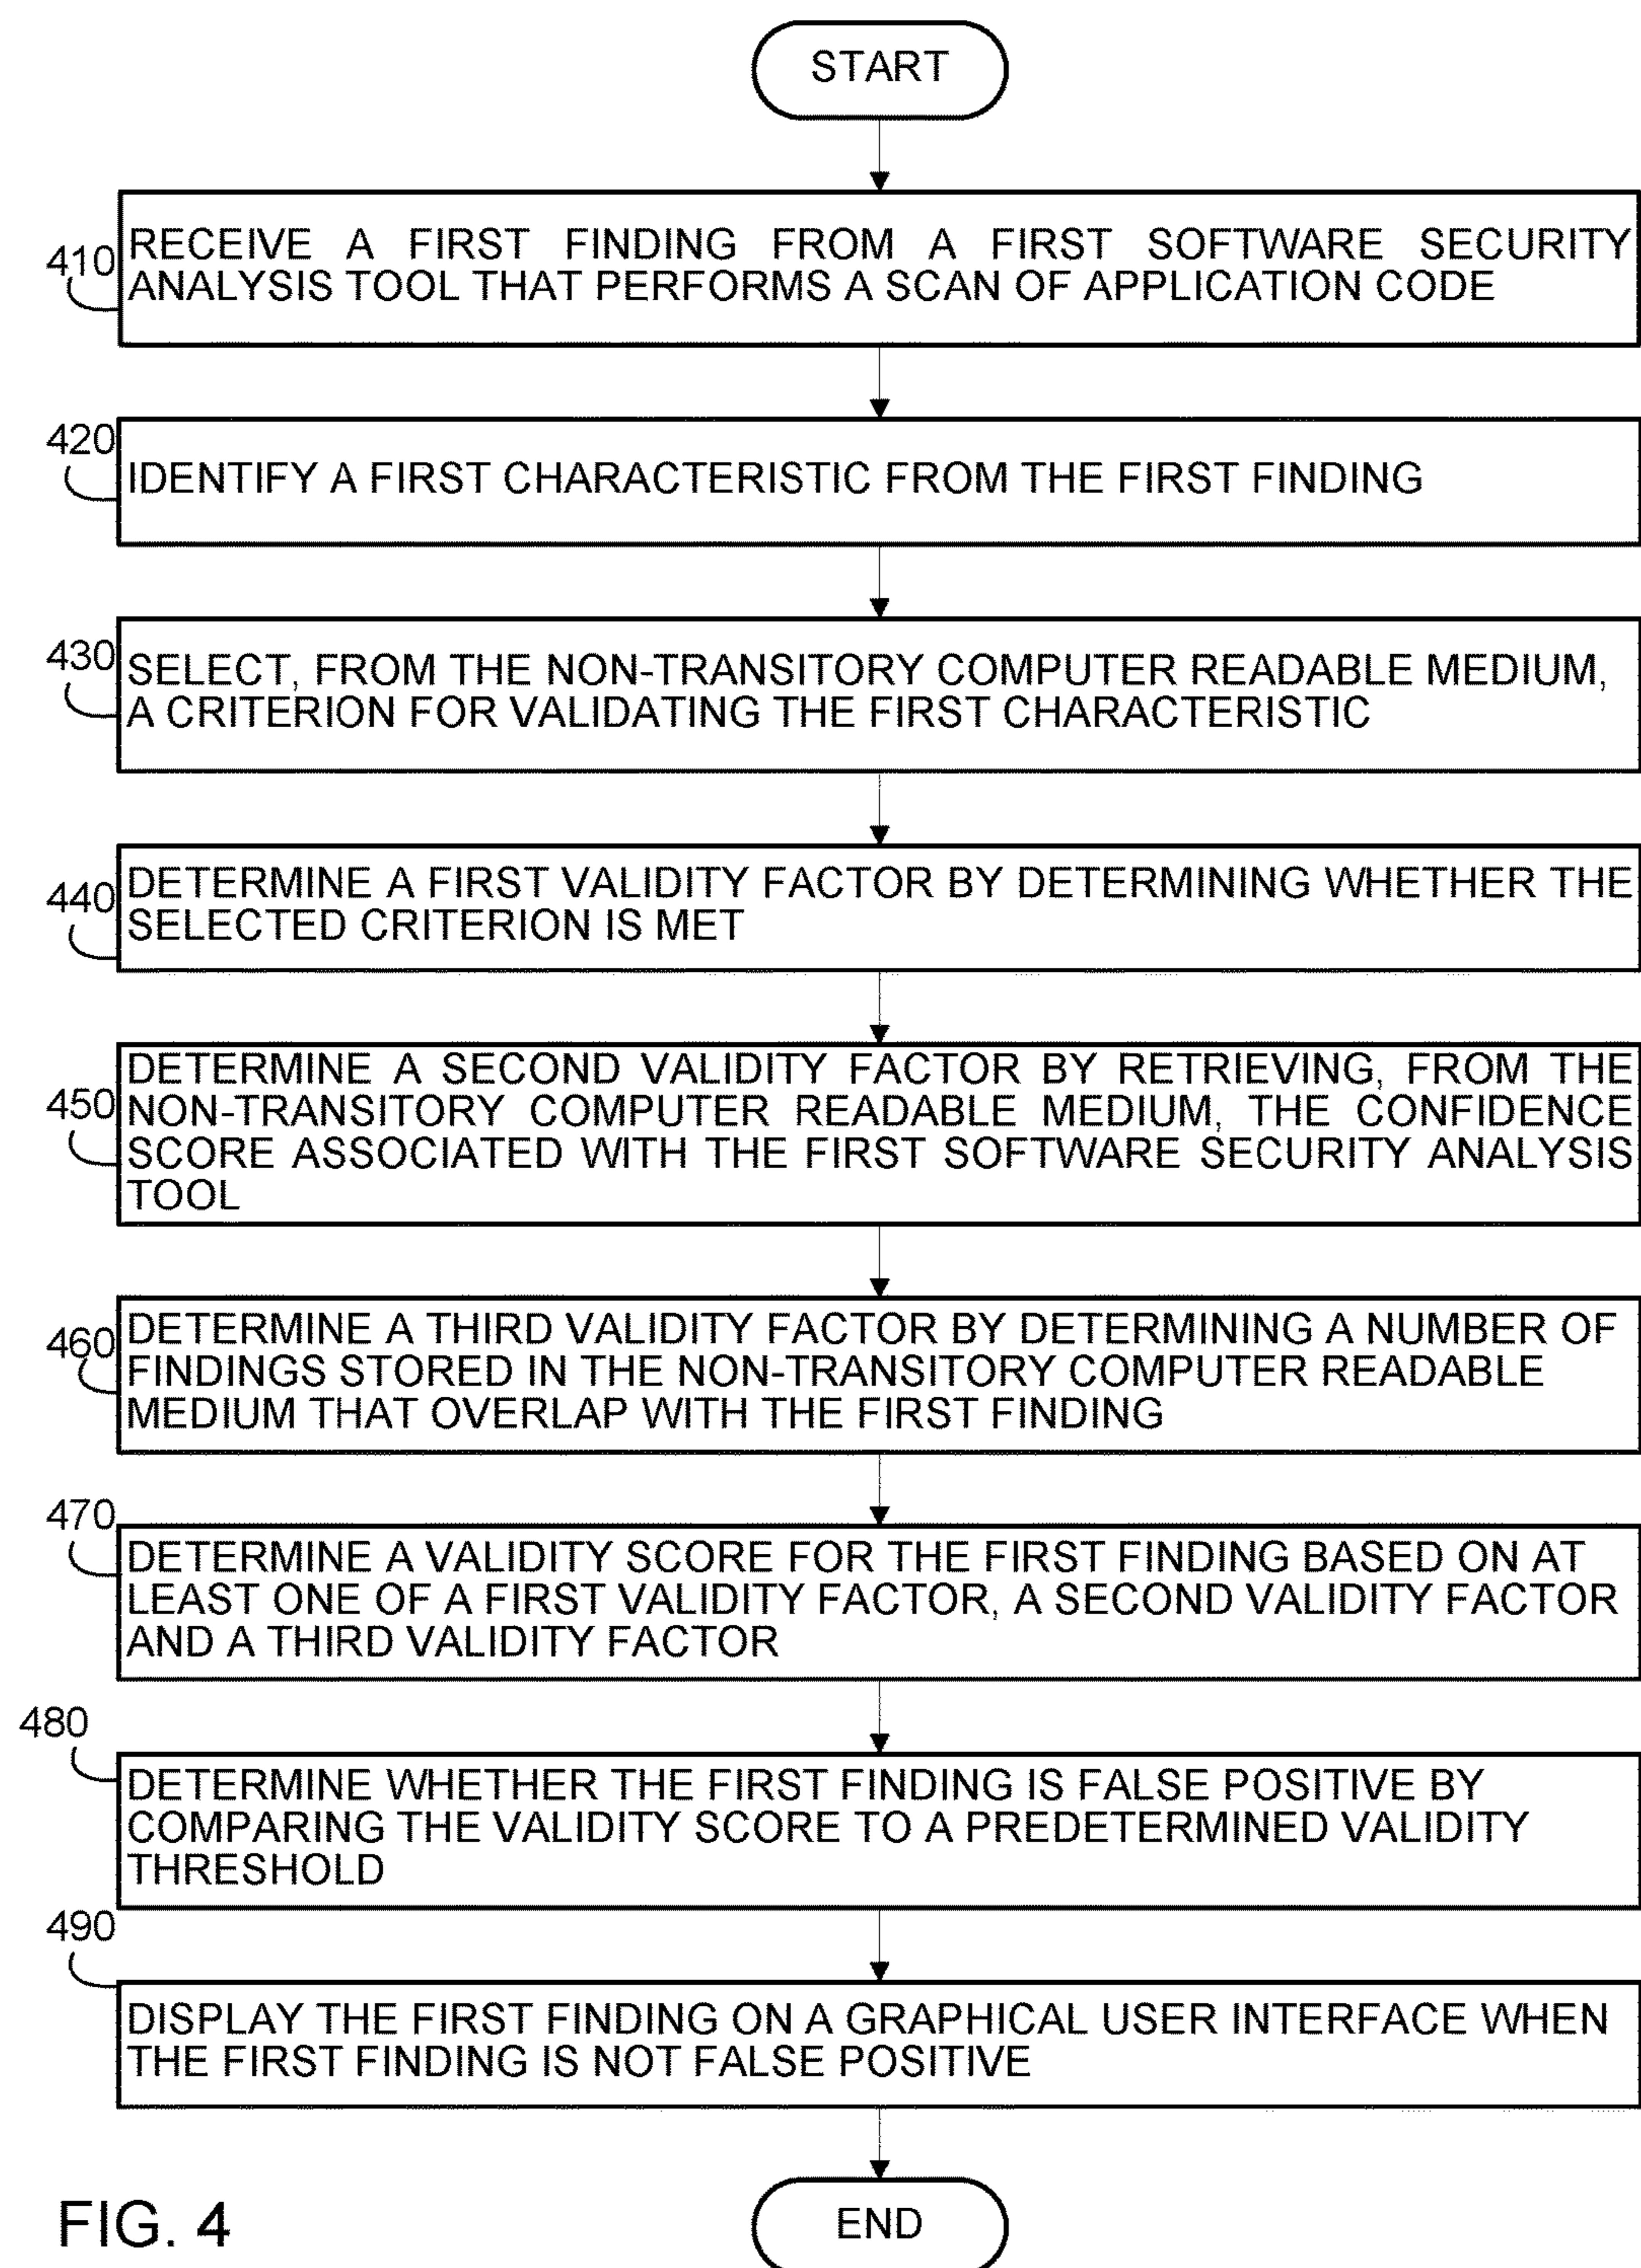 START
410
RECEIVE A FIRST FINDING FROM A FIRST SOFTWARE SECURITY
ANALYSIS TOOL THAT PERFORMS A SCAN OF APPLICATION CODE
420
IDENTIFY A FIRST CHARACTERISTIC FROM THE FIRST FINDING
430
SELECT, FROM THE NON-TRANSITORY COMPUTER READABLE MEDIUM,
A CRITERION FOR VALIDATING THE FIRST CHARACTERISTIC
440
DETERMINE A FIRST VALIDITY FACTOR BY DETERMINING WHETHER THE
SELECTED CRITERION IS MET
450
DETERMINE A SECOND VALIDITY FACTOR BY RETRIEVING, FROM THE
NON-TRANSITORY COMPUTER READABLE MEDIUM, THE CONFIDENCE
SCORE ASSOCIATED WITH THE FIRST SOFTWARE SECURITY ANALYSIS
TOOL
460
DETERMINE A THIRD VALIDITY FACTOR BY DETERMINING A NUMBER OF
FINDINGS STORED IN THE NON-TRANSITORY COMPUTER READABLE
MEDIUM THAT OVERLAP WITH THE FIRST FINDING
470
DETERMINE A VALIDITY SCORE FOR THE FIRST FINDING BASED ON AT
LEAST ONE OF A FIRST VALIDITY FACTOR, A SECOND VALIDITY FACTOR
AND A THIRD VALIDITY FACTOR
480
DETERMINE WHETHER THE FIRST FINDING IS FALSE POSITIVE BY
COMPARING THE VALIDITY SCORE TO A PREDETERMINED VALIDITY
THRESHOLD
490
DISPLAY THE FIRST FINDING ON A GRAPHICAL USER INTERFACE WHEN
THE FIRST FINDING IS NOT FALSE POSITIVE
END
FIG. 4